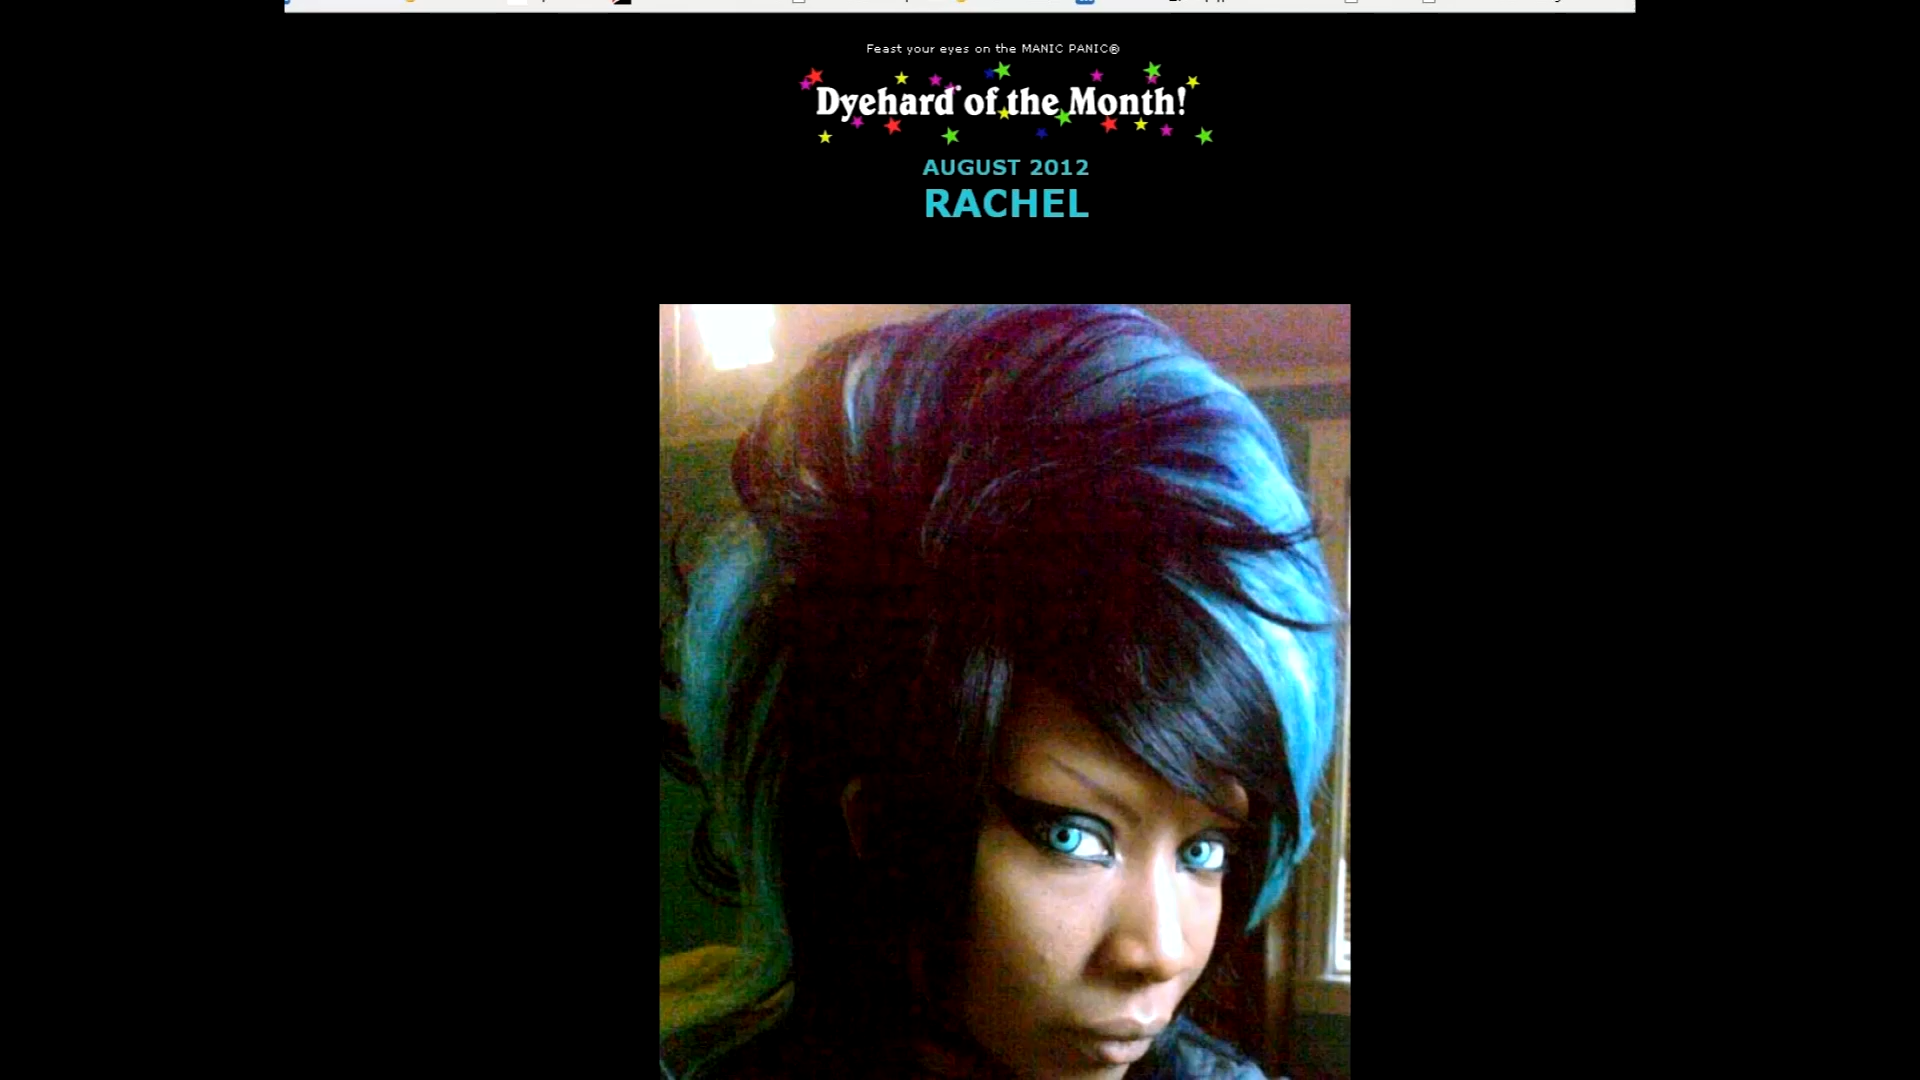 Feast your eyes on the MANIC PANIC®
Dyehard® of the Month!
AUGUST 2012
RACHEL